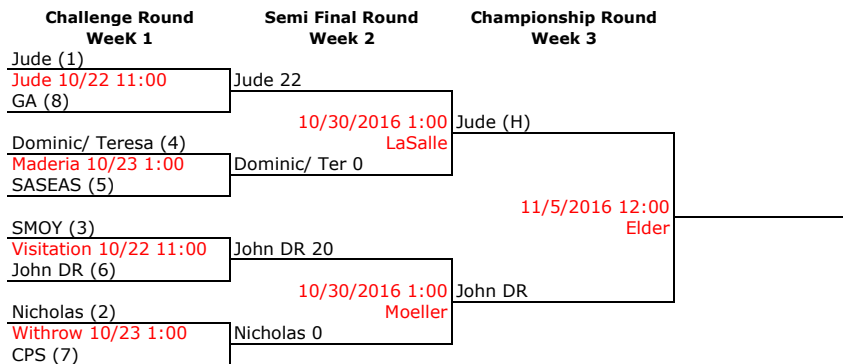 Challenge Round
WeeK 1
Semi Final Round
Week 2
Championship Round
Week 3
Jude (1)
Jude 10/22 11:00
GA (8)
Jude 22
10/30/2016 1:00
LaSalle
Jude (H)
Dominic/ Teresa (4)
Maderia 10/23 1:00
SASEAS (5)
Dominic/ Ter 0
11/5/2016 12:00
Elder
SMOY (3)
Visitation 10/22 11:00
John DR (6)
John DR 20
10/30/2016 1:00
Moeller
John DR
Nicholas (2)
Withrow 10/23 1:00
CPS (7)
Nicholas 0